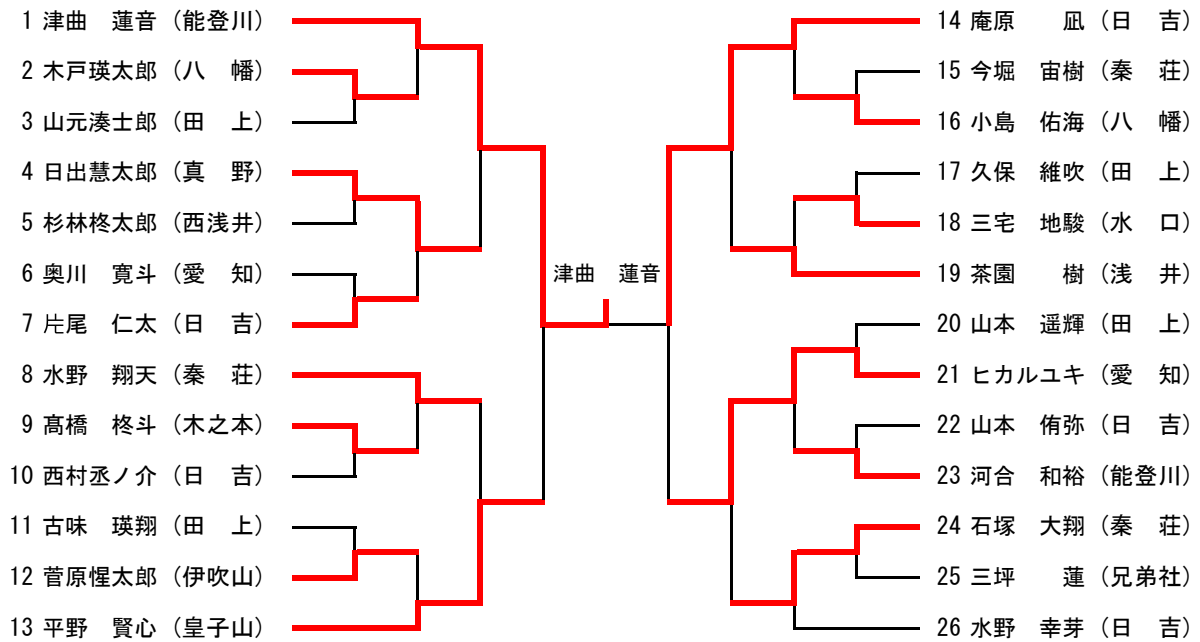 1 津曲　蓮音（能登川）
2 木戸瑛太郎（八　幡）
3 山元湊士郎（田　上）
4 日出慧太郎（真　野）
5 杉林柊太郎（西浅井）
6 奥川　寛斗（愛　知）
7 片尾　仁太（日　吉）
8 水野　翔天（秦　荘）
9 髙橋　柊斗（木之本）
10 西村丞ノ介（日　吉）
11 古味　瑛翔（田　上）
12 菅原惺太郎（伊吹山）
13 平野　賢心（皇子山）
津曲　蓮音
14 庵原　　凪（日　吉）
15 今堀　宙樹（秦　荘）
16 小島　佑海（八　幡）
17 久保　維吹（田　上）
18 三宅　地駿（水　口）
19 茶園　　樹（浅　井）
20 山本　遥輝（田　上）
21 ヒカルユキ（愛　知）
22 山本　侑弥（日　吉）
23 河合　和裕（能登川）
24 石塚　大翔（秦　荘）
25 三坪　　蓮（兄弟社）
26 水野　幸芽（日　吉）